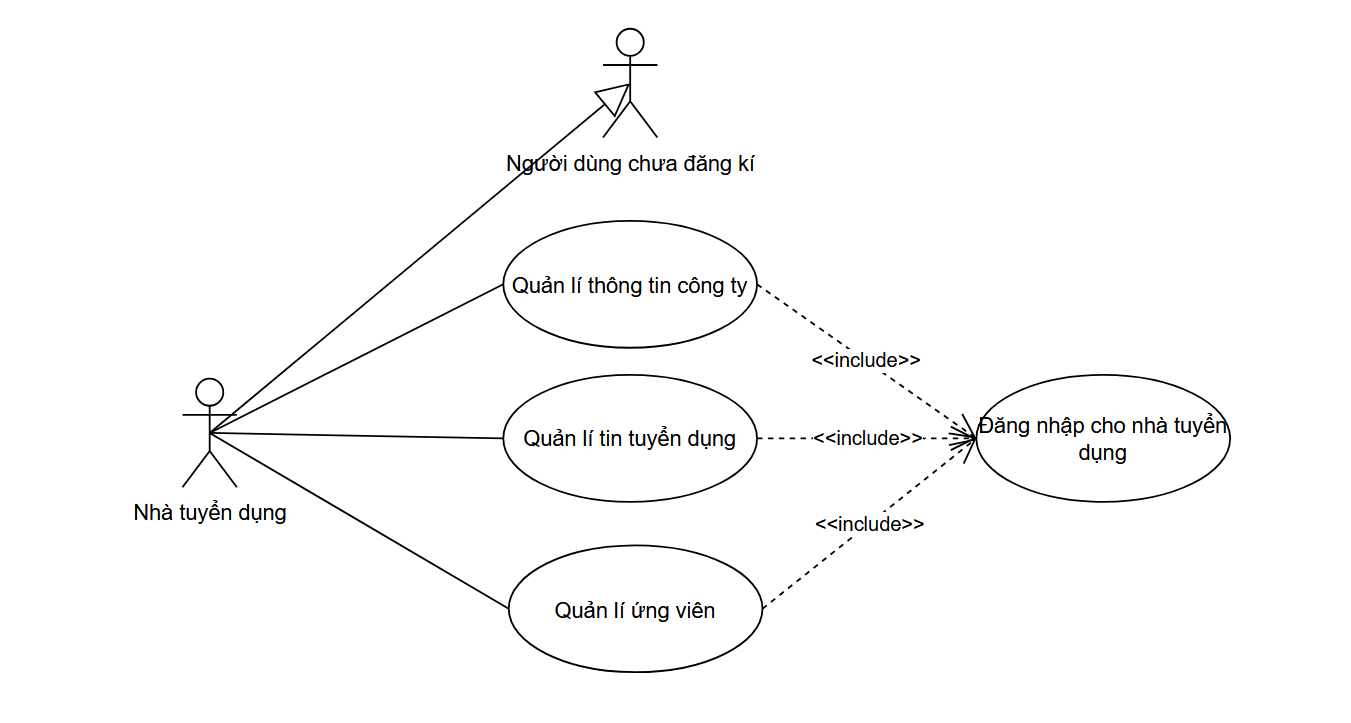 Người dùng chưa đăng kí
Quản lí thông tin công ty
<<include>>
Đăng nhập cho nhà tuyển
dụng
Quản lí tin tuyển dụng
<<include>>
Nhà tuyển dụng
<<include>>
Quản lí ứng viên